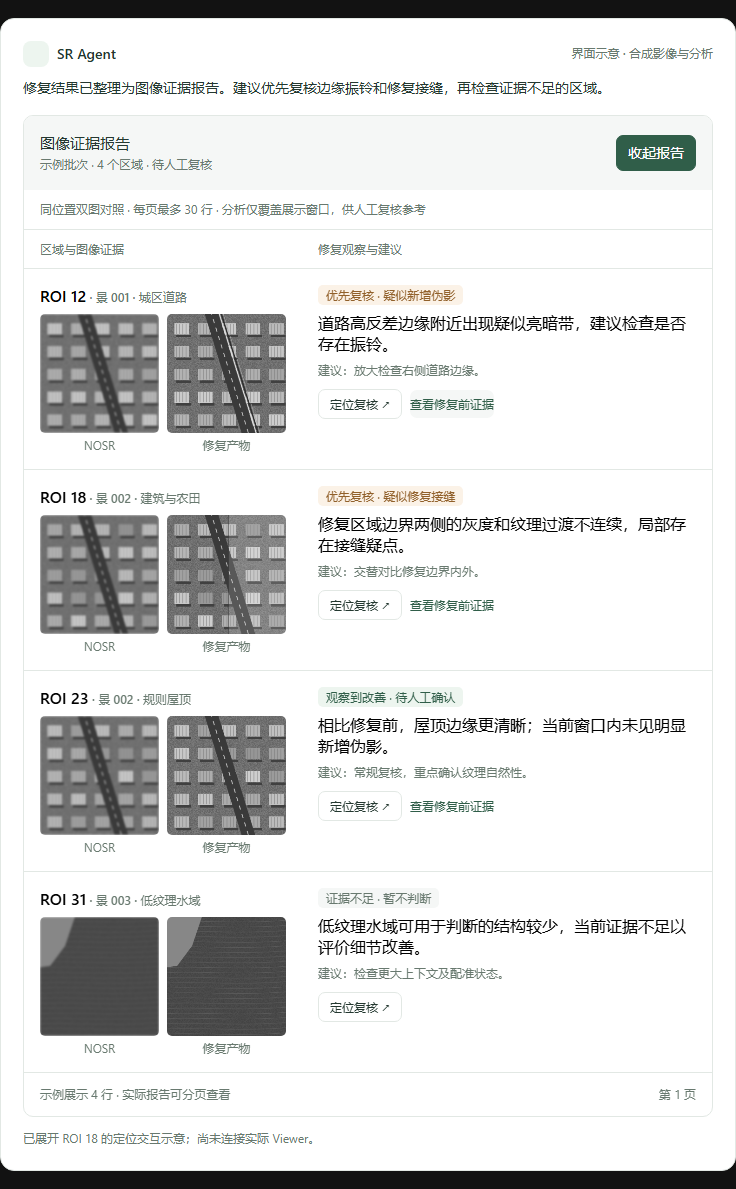 SR Agent
界面示意 · 合成影像与分析
修复结果已整理为图像证据报告。建议优先复核边缘振铃和修复接缝，再检查证据不足的区域。
图像证据报告
示例批次 · 4 个区域 · 待人工复核
收起报告
同位置双图对照 · 每页最多 30 行 · 分析仅覆盖展示窗口，供人工复核参考
区域与图像证据
修复观察与建议
ROI 12 · 景 001 · 城区道路
NOSR
修复产物
优先复核 · 疑似新增伪影
道路高反差边缘附近出现疑似亮暗带，建议检查是否
存在振铃。
建议：放大检查右侧道路边缘。
定位复核 ↗
查看修复前证据
ROI 18 · 景 002 · 建筑与农田
NOSR
修复产物
优先复核 · 疑似修复接缝
修复区域边界两侧的灰度和纹理过渡不连续，局部存
在接缝疑点。
建议：交替对比修复边界内外。
定位复核 ↗
查看修复前证据
ROI 23 · 景 002 · 规则屋顶
NOSR
修复产物
观察到改善 · 待人工确认
相比修复前，屋顶边缘更清晰；当前窗口内未见明显
新增伪影。
建议：常规复核，重点确认纹理自然性。
定位复核 ↗
查看修复前证据
ROI 31 · 景 003 · 低纹理水域
NOSR
修复产物
证据不足 · 暂不判断
低纹理水域可用于判断的结构较少，当前证据不足以
评价细节改善。
建议：检查更大上下文及配准状态。
定位复核 ↗
示例展示 4 行 · 实际报告可分页查看
第 1 页
已展开 ROI 18 的定位交互示意；尚未连接实际 Viewer。